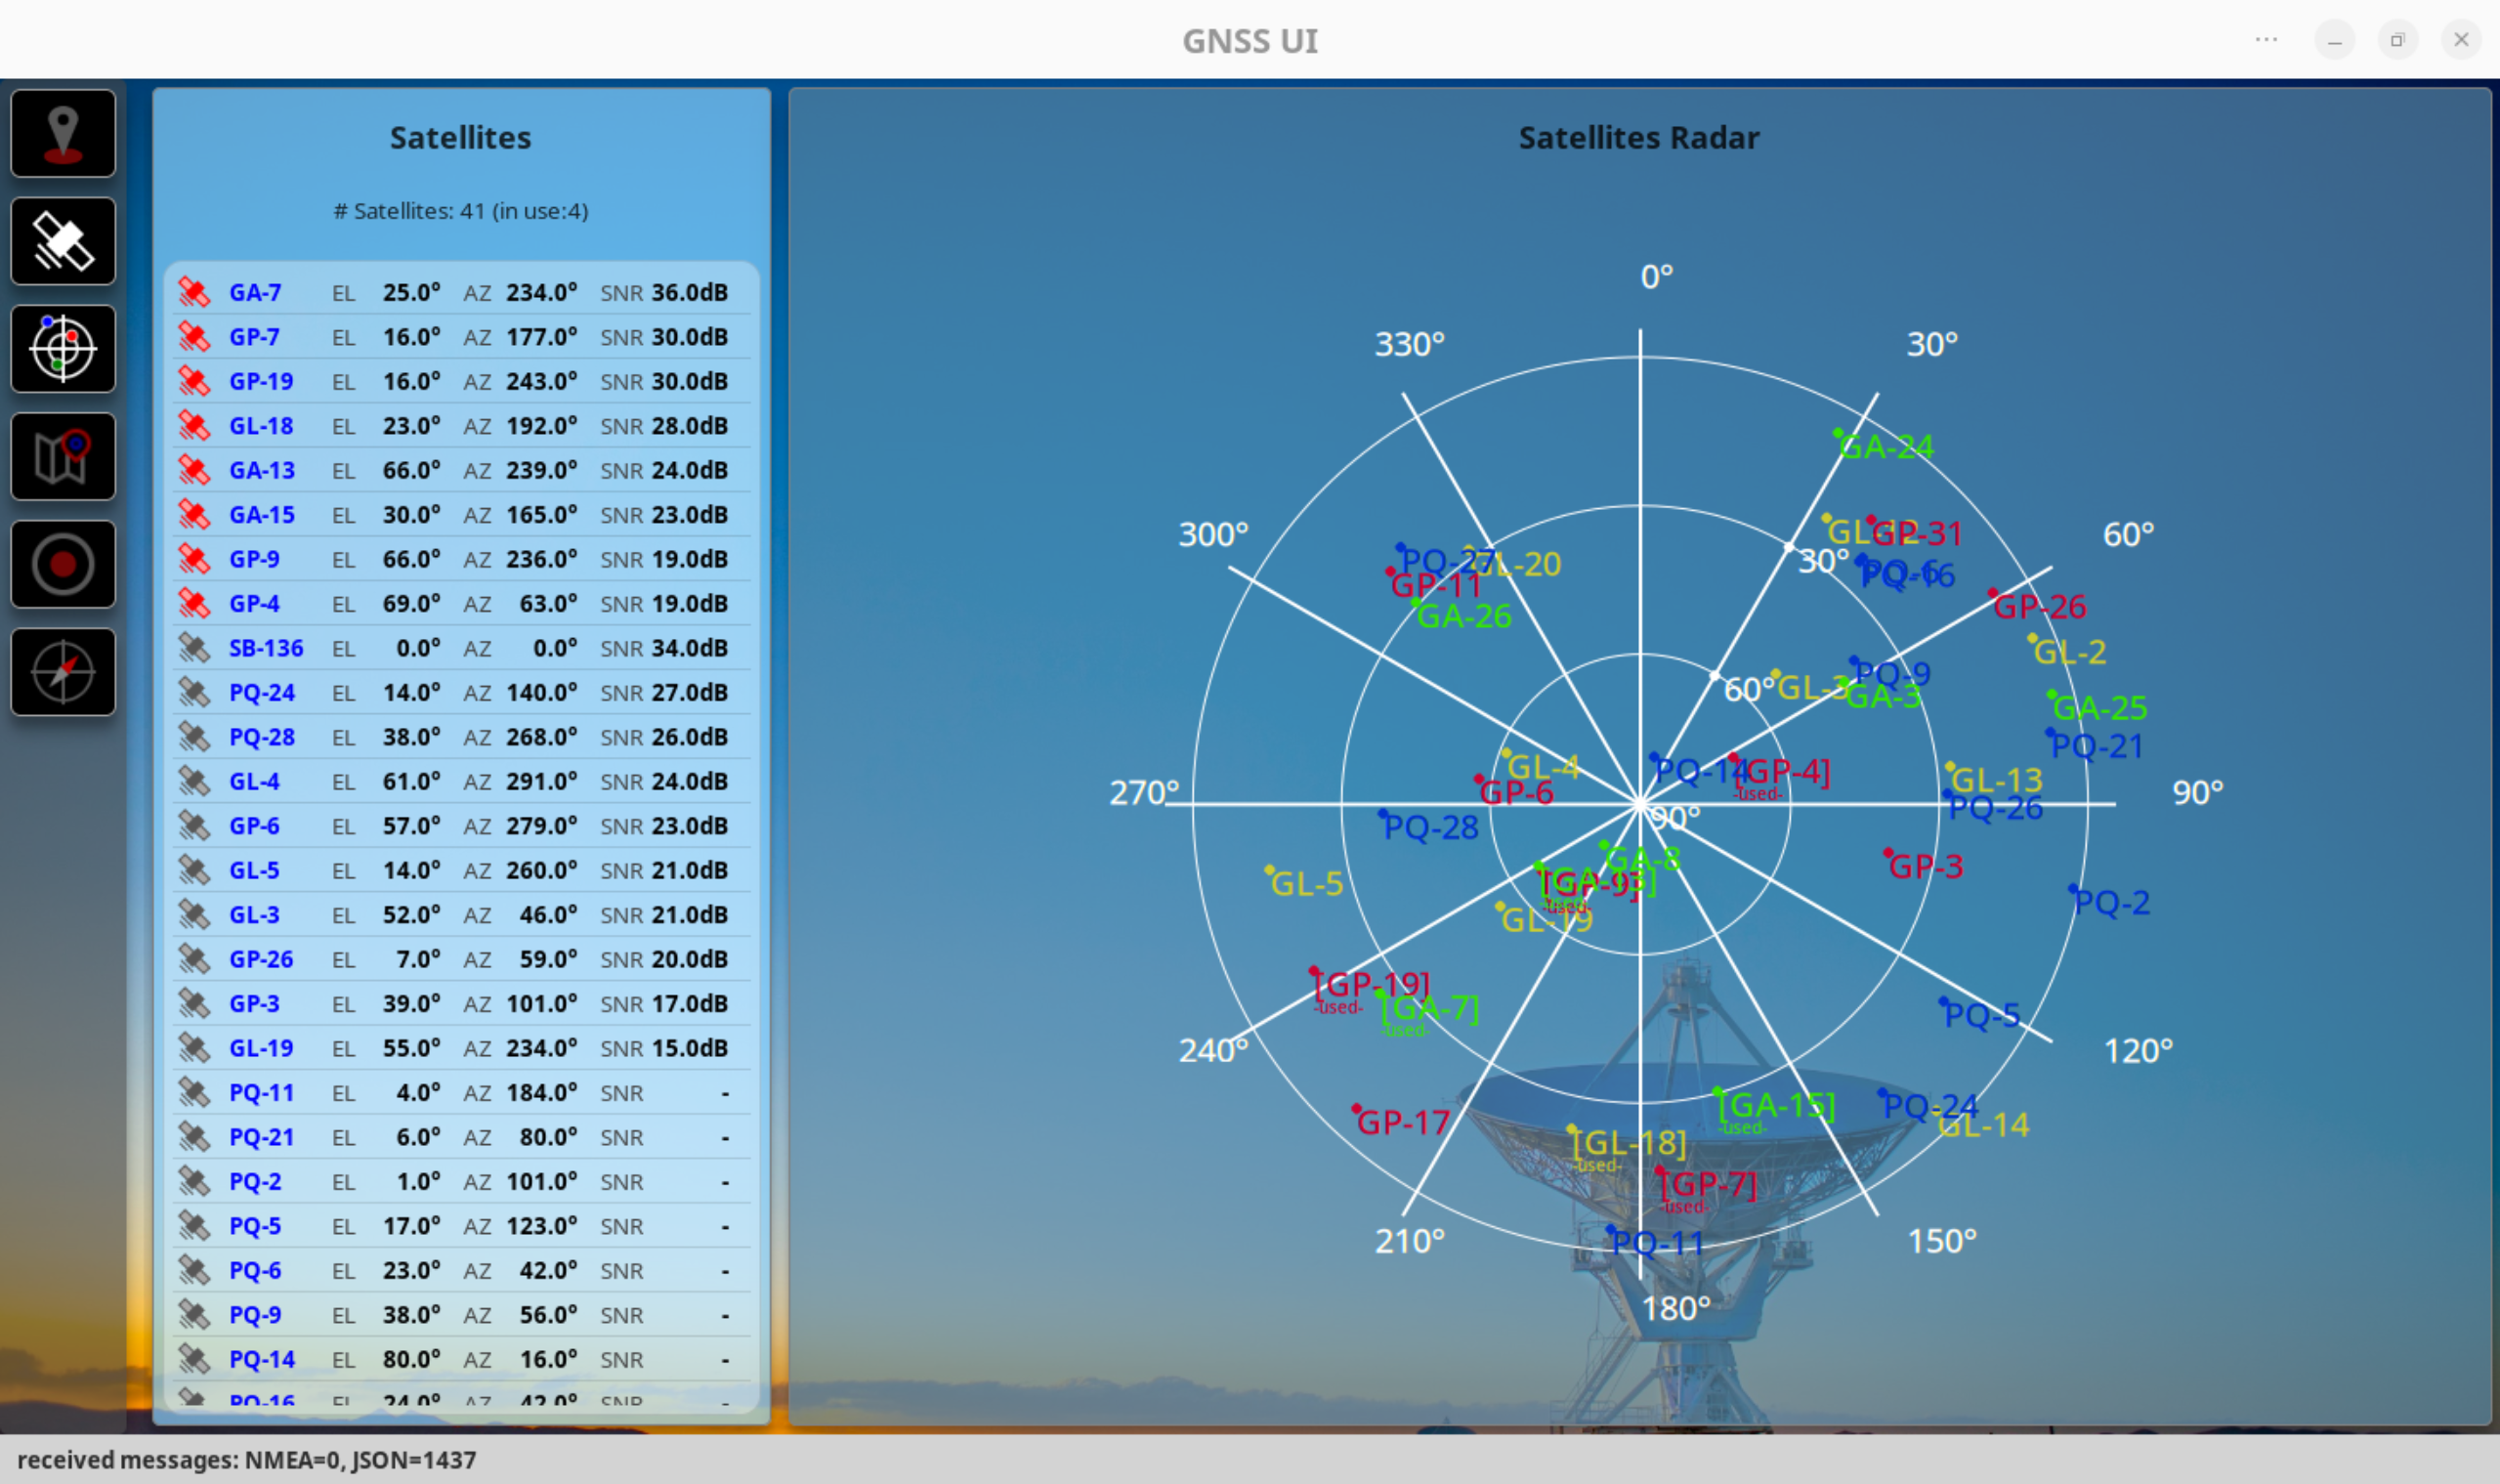 GNSS UI
Satellites
# Satellites: 41 (in use:4)
GA-7 EL 25.0° AZ 234.0° SNR 36.0dB
GP-7 EL 16.0° AZ 177.0° SNR 30.0dB
GP-19 EL 16.0° AZ 243.0° SNR 30.0dB
GL-18 EL 23.0° AZ 192.0° SNR 28.0dB
GA-13 EL 66.0° AZ 239.0° SNR 24.0dB
GA-15 EL 30.0° AZ 165.0° SNR 23.0dB
GP-9 EL 66.0° AZ 236.0° SNR 19.0dB
GP-4 EL 69.0° AZ 63.0° SNR 19.0dB
SB-136 EL 0.0° AZ 0.0° SNR 34.0dB
PQ-24 EL 14.0° AZ 140.0° SNR 27.0dB
PQ-28 EL 38.0° AZ 268.0° SNR 26.0dB
GL-4 EL 61.0° AZ 291.0° SNR 24.0dB
GP-6 EL 57.0° AZ 279.0° SNR 23.0dB
GL-5 EL 14.0° AZ 260.0° SNR 21.0dB
GL-3 EL 52.0° AZ 46.0° SNR 21.0dB
GP-26 EL 7.0° AZ 59.0° SNR 20.0dB
GP-3 EL 39.0° AZ 101.0° SNR 17.0dB
GL-19 EL 55.0° AZ 234.0° SNR 15.0dB
PQ-11 EL 4.0° AZ 184.0° SNR -
PQ-21 EL 6.0° AZ 80.0° SNR -
PQ-2 EL 1.0° AZ 101.0° SNR -
PQ-5 EL 17.0° AZ 123.0° SNR -
PQ-6 EL 23.0° AZ 42.0° SNR -
PQ-9 EL 38.0° AZ 56.0° SNR -
PQ-14 EL 80.0° AZ 16.0° SNR -
PQ-16 EL 24.0° AZ 42.0° SNR -
Satellites Radar
0°
330°
30°
GA-24
300°
60°
GL-12
GP-31
PQ-27
GL-20
30°
PQ-6
PQ-16
GP-11
GA-26
GP-26
GL-2
60°
GL-3
PQ-9
GA-3
GA-25
PQ-21
GL-4
GP-6
PQ-14
[GP-4]
-used-
GL-13
270°
90°
PQ-26
90°
PQ-28
GA-8
GP-3
GL-5
[GA-13]
[GP-9]
-used-
GL-19
PQ-2
[GP-19]
-used-
[GA-7]
-used-
PQ-5
240°
120°
GP-17
[GA-15]
-used-
PQ-24
GL-14
[GL-18]
-used-
[GP-7]
-used-
210°
PQ-11
150°
180°
received messages: NMEA=0, JSON=1437